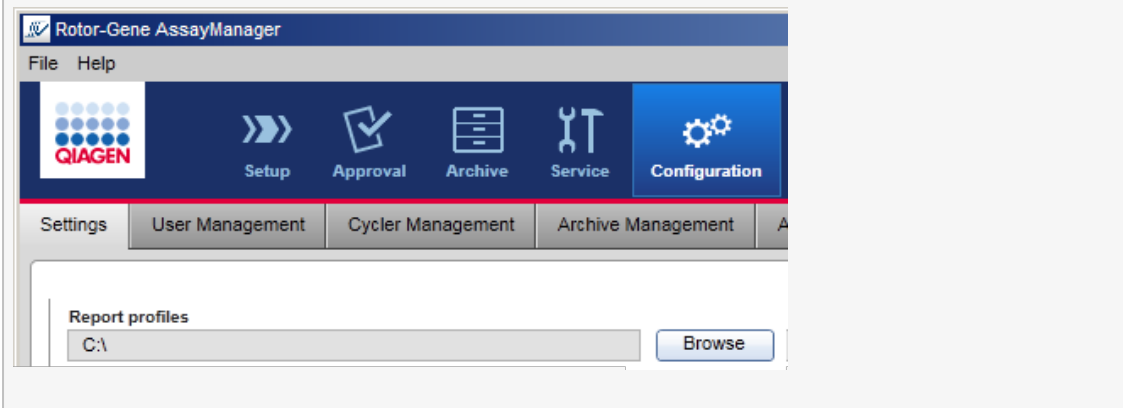 Rotor-Gene AssayManager
File Help
QIAGEN
Setup Approval Archive Service Configuration
Settings User Management Cycler Management Archive Management A
Report profiles
C:\ Browse